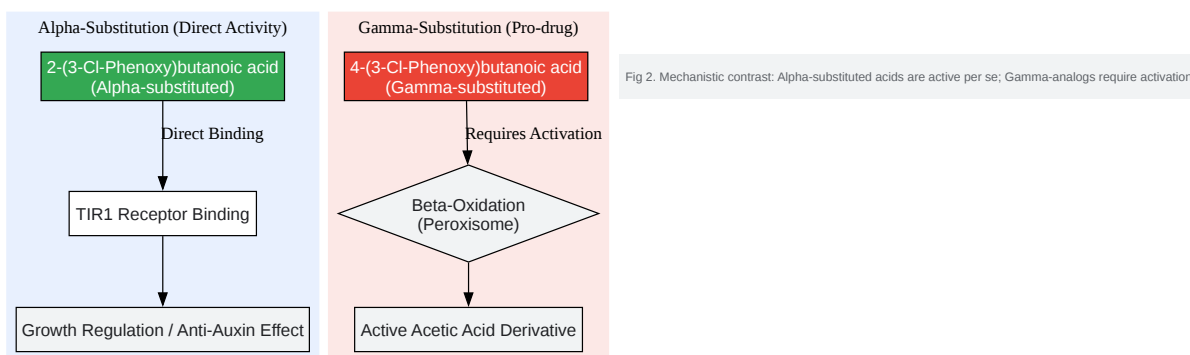 Alpha-Substitution (Direct Activity)
2-(3-Cl-Phenoxy)butanoic acid
(Alpha-substituted)
Direct Binding
TIR1 Receptor Binding
Growth Regulation / Anti-Auxin Effect
Gamma-Substitution (Pro-drug)
4-(3-Cl-Phenoxy)butanoic acid
(Gamma-substituted)
Requires Activation
Beta-Oxidation
(Peroxisome)
Active Acetic Acid Derivative
Fig 2. Mechanistic contrast: Alpha-substituted acids are active per se; Gamma-analogs require activation